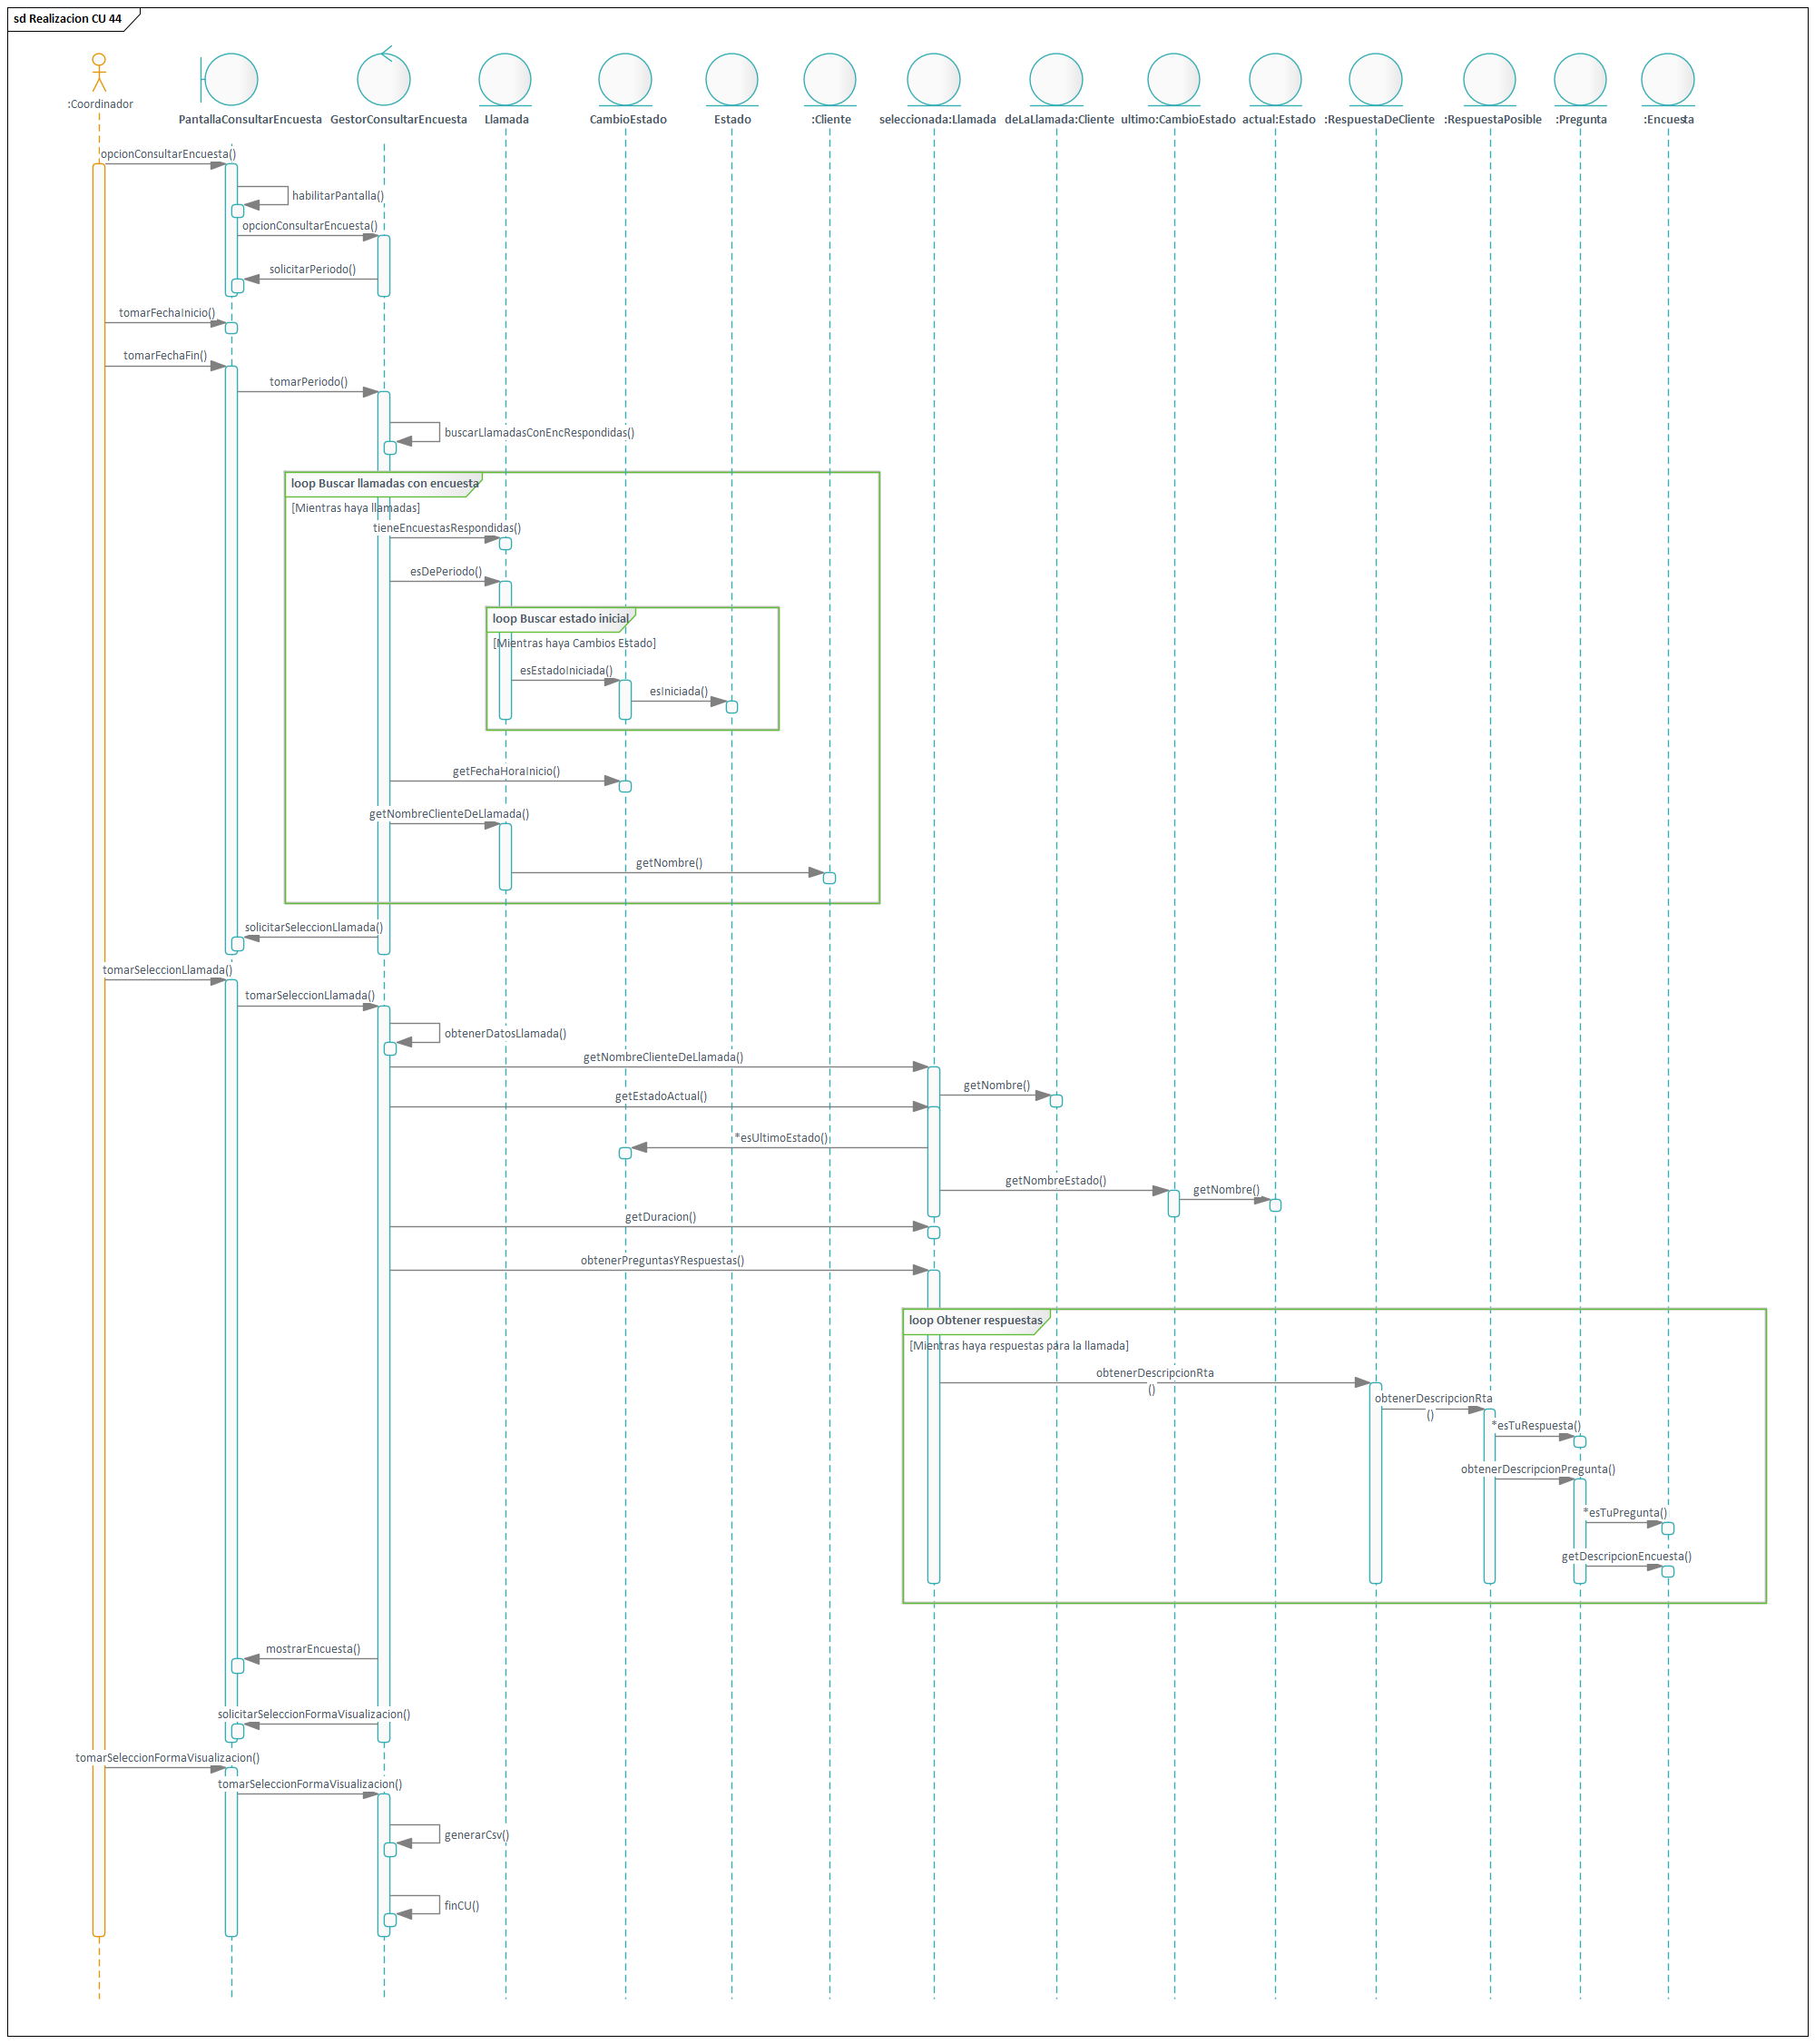 sd Realizacion CU 44
:Coordinador
PantallaConsultarEncuesta
GestorConsultarEncuesta
Llamada
CambioEstado
Estado
:Cliente
seleccionada:Llamada
deLaLlamada:Cliente
ultimo:CambioEstado
actual:Estado
:RespuestaDeCliente
:RespuestaPosible
:Pregunta
:Encuesta
opcionConsultarEncuesta()
habilitarPantalla()
opcionConsultarEncuesta()
solicitarPeriodo()
tomarFechaInicio()
tomarFechaFin()
tomarPeriodo()
buscarLlamadasConEncRespondidas()
loop Buscar llamadas con encuesta
[Mientras haya llamadas]
tieneEncuestasRespondidas()
esDePeriodo()
loop Buscar estado inicial
[Mientras haya Cambios Estado]
esEstadoIniciada()
esIniciada()
getFechaHoraInicio()
getNombreClienteDeLlamada()
getNombre()
solicitarSeleccionLlamada()
tomarSeleccionLlamada()
tomarSeleccionLlamada()
obtenerDatosLlamada()
getNombreClienteDeLlamada()
getNombre()
getEstadoActual()
*esUltimoEstado()
getNombreEstado()
getNombre()
getDuracion()
obtenerPreguntasYRespuestas()
loop Obtener respuestas
[Mientras haya respuestas para la llamada]
obtenerDescripcionRta
()
obtenerDescripcionRta
()
*esTuRespuesta()
obtenerDescripcionPregunta()
*esTuPregunta()
getDescripcionEncuesta()
mostrarEncuesta()
solicitarSeleccionFormaVisualizacion()
tomarSeleccionFormaVisualizacion()
tomarSeleccionFormaVisualizacion()
generarCsv()
finCU()